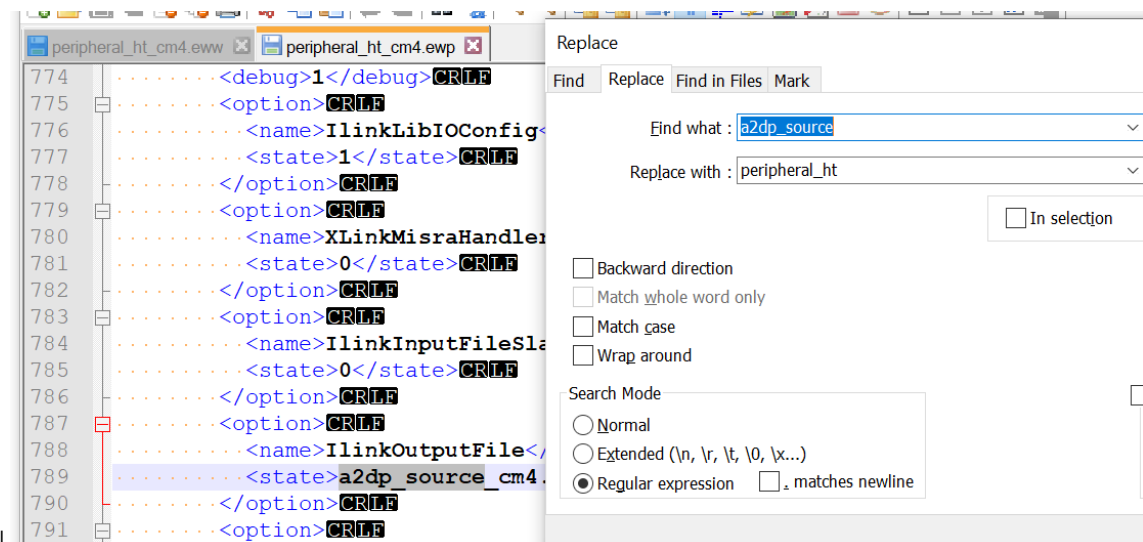 peripheral_ht_cm4.eww
peripheral_ht_cm4.ewp
774 <debug>1</debug>CRLF
775 <option>CRLF
776 <name>IlinkLibIOConfig<
777 <state>1</state>CRLF
778 </option>CRLF
779 <option>CRLF
780 <name>XLinkMisraHandler
781 <state>0</state>CRLF
782 </option>CRLF
783 <option>CRLF
784 <name>IlinkInputFileSla
785 <state>0</state>CRLF
786 </option>CRLF
787 <option>CRLF
788 <name>IlinkOutputFile</
789 <state>a2dp_source_cm4.
790 </option>CRLF
791 <option>CRLF
Replace
Find Replace Find in Files Mark
Find what : a2dp_source
Replace with : peripheral_ht
In selection
Backward direction
Match whole word only
Match case
Wrap around
Search Mode
Normal
Extended (\n, \r, \t, \0, \x...)
Regular expression . matches newline